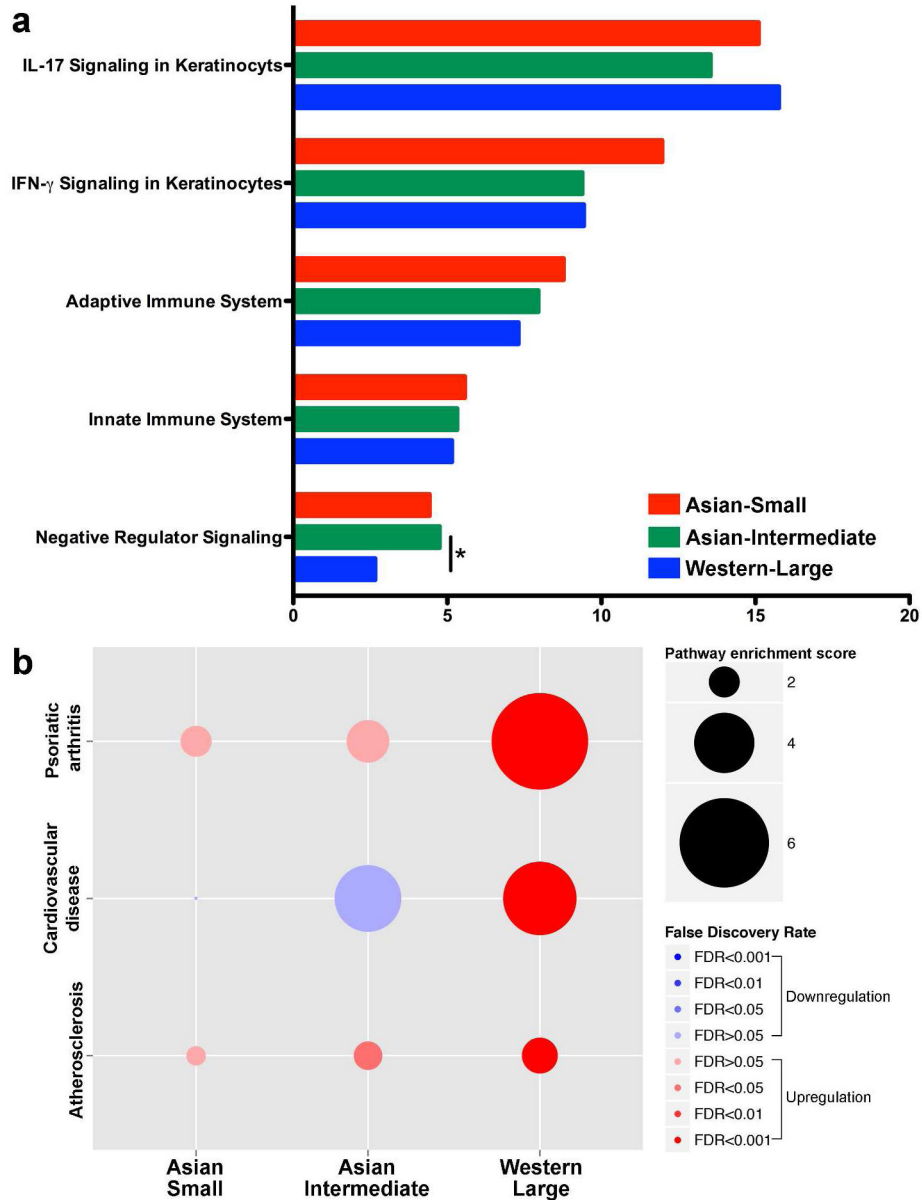 a
IL-17 Signaling in Keratinocyts
IFN-γ Signaling in Keratinocytes
Adaptive Immune System
Innate Immune System
Negative Regulator Signaling
*
Asian-Small
Asian-Intermediate
Western-Large
0 5 10 15 20
b
Psoriatic
arthritis
Cardiovascular
disease
Atherosclerosis
Asian
Small
Asian
Intermediate
Western
Large
Pathway enrichment score
2
4
6
False Discovery Rate
FDR<0.001
FDR<0.01
FDR<0.05
FDR>0.05
Downregulation
FDR>0.05
FDR<0.05
FDR<0.01
FDR<0.001
Upregulation